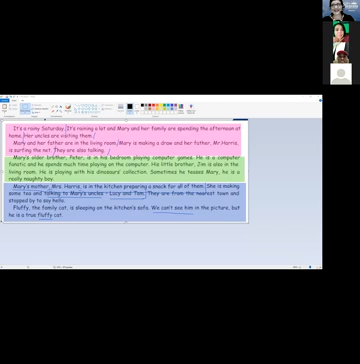 It's a rainy Saturday. It's raining a lot and Mary and her family are spending the afternoon at
home. Her uncles are visiting them.
Mary and her father are in the living room. Mary is making a draw and her father, Mr. Harris,
is surfing the net. They are also talking.
Mary's older brother, Peter, is in his bedroom playing computer games. He is a computer
fanatic and he spends much time playing on the computer. His little brother, Jim is also in the
living room. He is playing with his dinosaurs' collection. Sometimes he teases Mary, he is a
really naughty boy.
Mary's mother, Mrs. Harris, is in the kitchen preparing a snack for all of them. She is making
some tea and talking to Mary's uncles – Lucy and Tom. They are from the nearest town and
stopped by to say hello.
Fluffy, the family cat, is sleeping on the kitchen's sofa. We can't see him in the picture, but
he is a true fluffy cat.